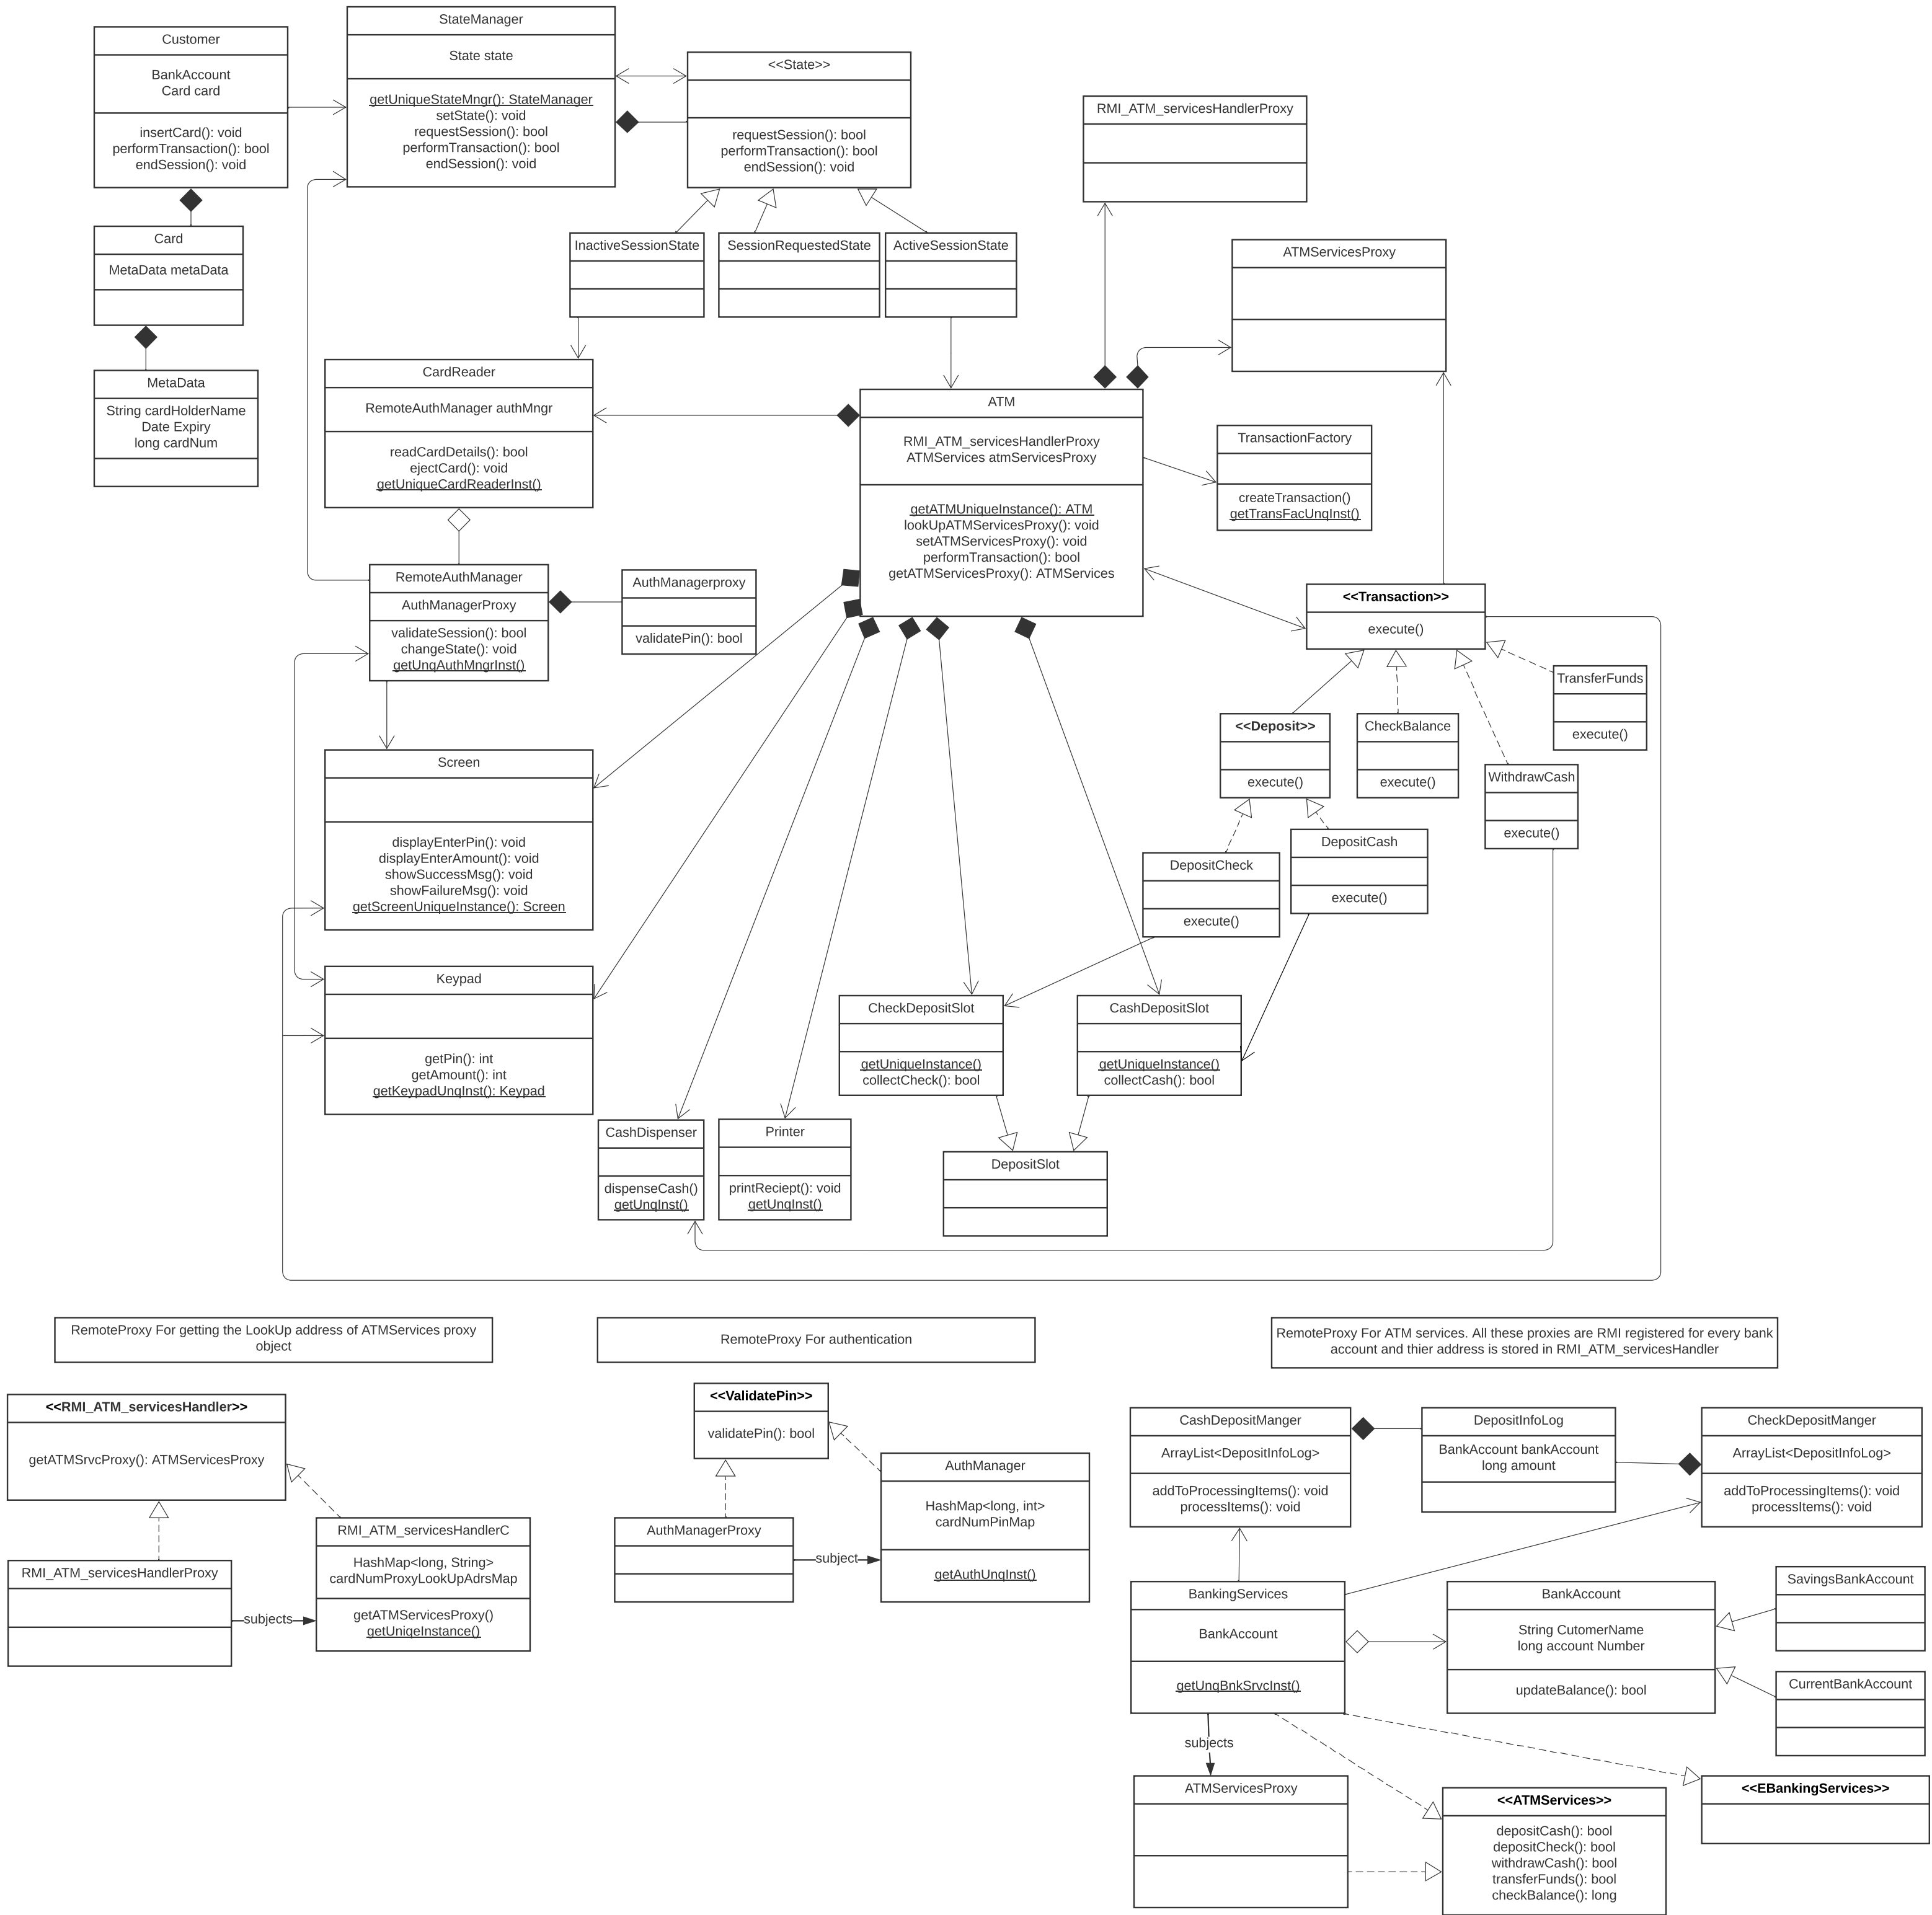 Customer
BankAccount
Card card
insertCard(): void
performTransaction(): bool
endSession(): void
StateManager
State state
getUniqueStateMngr(): StateManager
setState(): void
requestSession(): bool
performTransaction(): bool
endSession(): void
<<State>>
requestSession(): bool
performTransaction(): bool
endSession(): void
RMI_ATM_servicesHandlerProxy
Card
MetaData metaData
InactiveSessionState
SessionRequestedState
ActiveSessionState
ATMServicesProxy
MetaData
String cardHolderName
Date Expiry
long cardNum
CardReader
RemoteAuthManager authMngr
readCardDetails(): bool
ejectCard(): void
getUniqueCardReaderInst()
ATM
RMI_ATM_servicesHandlerProxy
ATMServices atmServicesProxy
getATMUniqueInstance(): ATM
lookUpATMServicesProxy(): void
setATMServicesProxy(): void
performTransaction(): bool
getATMServicesProxy(): ATMServices
TransactionFactory
createTransaction()
getTransFacUnqInst()
RemoteAuthManager
AuthManagerProxy
validateSession(): bool
changeState(): void
getUnqAuthMngrInst()
AuthManagerproxy
validatePin(): bool
<<Transaction>>
execute()
TransferFunds
execute()
<<Deposit>>
execute()
CheckBalance
execute()
WithdrawCash
execute()
Screen
displayEnterPin(): void
displayEnterAmount(): void
showSuccessMsg(): void
showFailureMsg(): void
getScreenUniqueInstance(): Screen
DepositCheck
execute()
DepositCash
execute()
Keypad
getPin(): int
getAmount(): int
getKeypadUnqInst(): Keypad
CheckDepositSlot
getUniqueInstance()
collectCheck(): bool
CashDepositSlot
getUniqueInstance()
collectCash(): bool
CashDispenser
dispenseCash()
getUnqInst()
Printer
printReciept(): void
getUnqInst()
DepositSlot
RemoteProxy For getting the LookUp address of ATMServices proxy
object
RemoteProxy For authentication
RemoteProxy For ATM services. All these proxies are RMI registered for every bank
account and thier address is stored in RMI_ATM_servicesHandler
<<RMI_ATM_servicesHandler>>
getATMSrvcProxy(): ATMServicesProxy
RMI_ATM_servicesHandlerC
HashMap<long, String>
cardNumProxyLookUpAdrsMap
getATMServicesProxy()
getUniqeInstance()
RMI_ATM_servicesHandlerProxy
subjects
<<ValidatePin>>
validatePin(): bool
AuthManager
HashMap<long, int>
cardNumPinMap
getAuthUnqInst()
AuthManagerProxy
subject
CashDepositManger
ArrayList<DepositInfoLog>
addToProcessingItems(): void
processItems(): void
DepositInfoLog
BankAccount bankAccount
long amount
CheckDepositManger
ArrayList<DepositInfoLog>
addToProcessingItems(): void
processItems(): void
BankingServices
BankAccount
getUnqBnkSrvcInst()
BankAccount
String CutomerName
long account Number
updateBalance(): bool
SavingsBankAccount
CurrentBankAccount
subjects
ATMServicesProxy
<<ATMServices>>
depositCash(): bool
depositCheck(): bool
withdrawCash(): bool
transferFunds(): bool
checkBalance(): long
<<EBankingServices>>